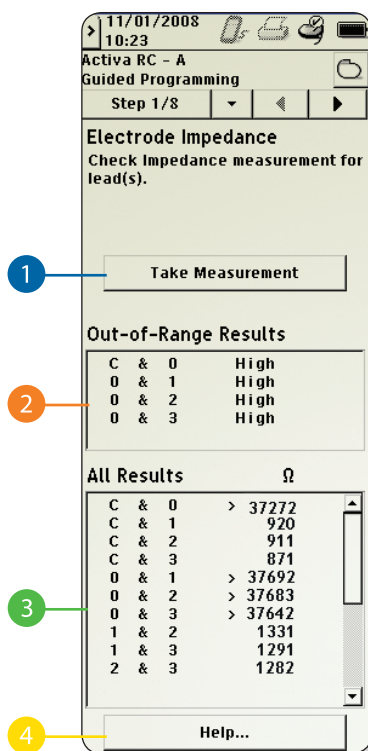 > 11/01/2008
10:23
Activa RC - A
Guided Programming
Step 1/8
Electrode Impedance
Check Impedance measurement for
lead(s).
1 Take Measurement
Out-of-Range Results
2
C & 0 High
0 & 1 High
0 & 2 High
0 & 3 High
All Results Ω
C & 0 > 37272
C & 1 920
C & 2 911
C & 3 871
0 & 1 > 37692
0 & 2 > 37683
3
0 & 3 > 37642
1 & 2 1331
1 & 3 1291
2 & 3 1282
4 Help...